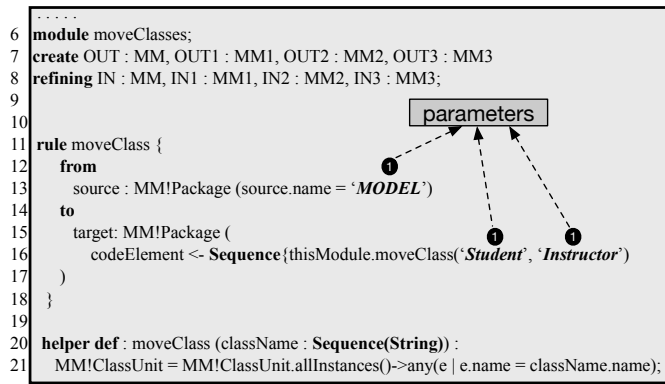 . . . . .
6 module moveClasses;
7 create OUT : MM, OUT1 : MM1, OUT2 : MM2, OUT3 : MM3
8 refining IN : MM, IN1 : MM1, IN2 : MM2, IN3 : MM3;
9
parameters
10
11 rule moveClass {
12 from
1
13 source : MM!Package (source.name = ‘MODEL’)
14 to
15 target: MM!Package (
1 1
16 codeElement <- Sequence{thisModule.moveClass(‘Student’, ‘Instructor’)
17 )
18 }
19
20 helper def : moveClass (className : Sequence(String)) :
21 MM!ClassUnit = MM!ClassUnit.allInstances()->any(e | e.name = className.name);